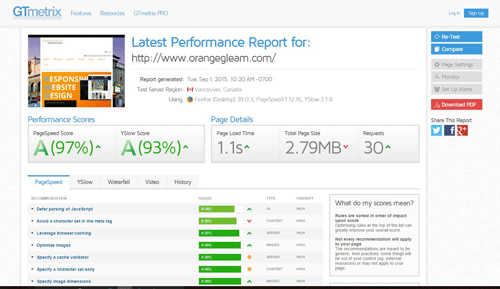 GTmetrix
Features
Resources
GTmetrix PRO
Log In
Sign Up
Latest Performance Report for:
http://www.orangegleam.com/
Report generated: Tue, Sep 1, 2015, 10:20 AM -0700
Test Server Region: Vancouver, Canada
Using: Firefox (Desktop) 39.0.3, PageSpeed 1.12.16, YSlow 3.1.8
RESPONSIVE
WEBSITE
DESIGN
Re-Test
Compare
Page Settings
Monitor
Set Up Alerts
Download PDF
Share This Report
Performance Scores
Page Details
PageSpeed Score
YSlow Score
Page Load Time
Total Page Size
Requests
A (97%)
A (93%)
1.1s
2.79MB
30
PageSpeed
YSlow
Waterfall
Video
History
RECOMMENDATION
GRADE
TYPE
PRIORITY
Defer parsing of JavaScript
JS
HIGH
Avoid a character set in the meta tag
CONTENT
HIGH
Leverage browser caching
SERVER
HIGH
Optimize images
IMAGES
HIGH
Specify a cache validator
SERVER
HIGH
Specify a character set early
CONTENT
HIGH
Specify image dimensions
IMAGES
HIGH
What do my scores mean?
Rules are sorted in order of impact
upon score
Optimizing rules at the top of the list can
greatly improve your overall score.
Not every recommendation will apply
to your page
The recommendations are meant to be
generic, best practices; some things will
be out of your control (eg. external
resources) or may not apply to your
page.